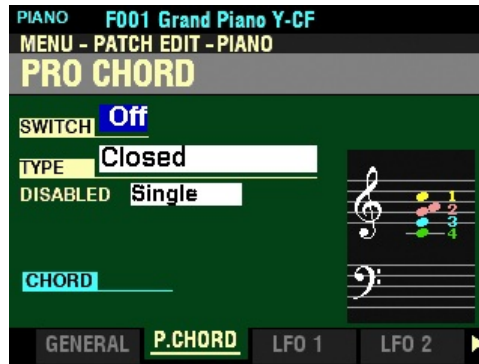 PIANO F001 Grand Piano Y-CF
MENU - PATCH EDIT - PIANO
PRO CHORD
SWITCH Off
TYPE Closed
DISABLED Single
1
2
3
4
CHORD
GENERAL P.CHORD LFO 1 LFO 2